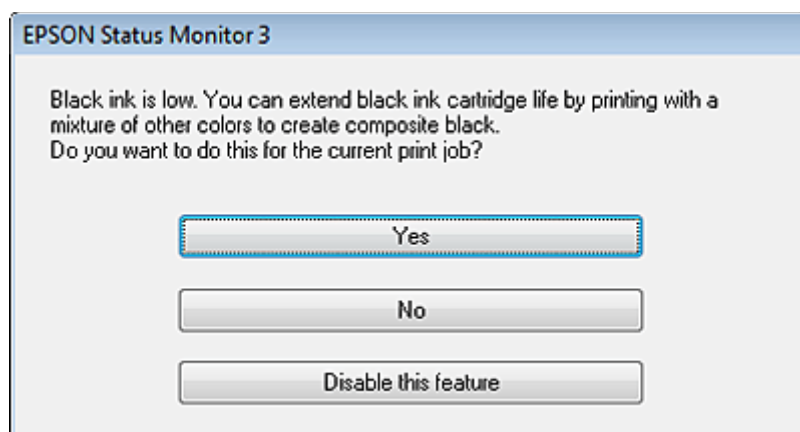 EPSON Status Monitor 3
Black ink is low. You can extend black ink cartridge life by printing with a
mixture of other colors to create composite black.
Do you want to do this for the current print job?
Yes
No
Disable this feature